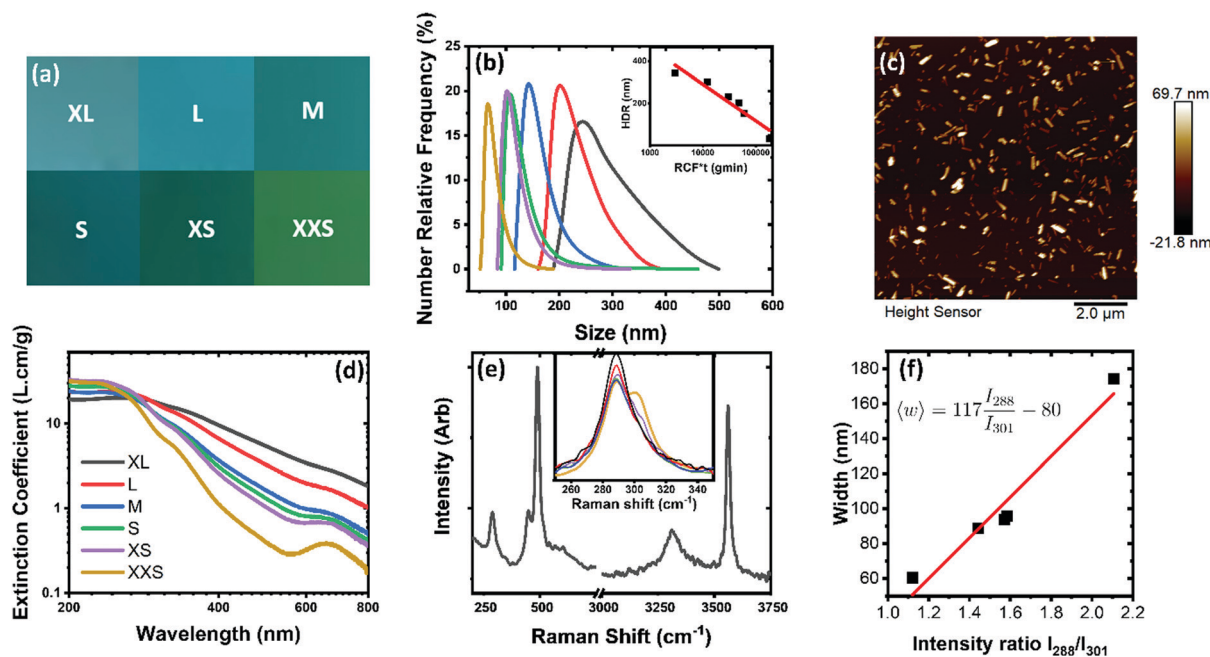 (a)
XL
L
M
S
XS
XXS
(b)
Number Relative Frequency (%)
25
20
15
10
5
0
100
200
300
400
500
600
Size (nm)
HDR (nm)
400
200
1000
10000
100000
RCF*t (gmin)
(c)
69.7 nm
-21.8 nm
Height Sensor
2.0 µm
(d)
Extinction Coefficient (L.cm/g)
10
1
0.1
XL
L
M
S
XS
XXS
200
400
600
800
Wavelength (nm)
(e)
Intensity (Arb)
260
280
300
320
340
Raman shift (cm⁻¹)
250
500
3000
3250
3500
3750
Raman Shift (cm⁻¹)
(f)
⟨w⟩ = 117 I₂₈₈/I₃₀₁ − 80
Width (nm)
180
160
140
120
100
80
60
1.0
1.2
1.4
1.6
1.8
2.0
2.2
Intensity ratio I₂₈₈/I₃₀₁